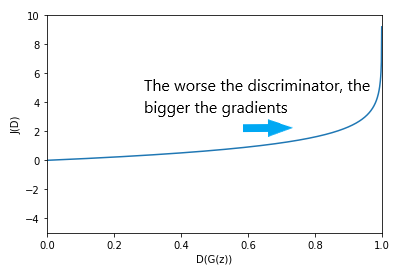 10
8
6
4
2
0
−2
−4
J(D)
The worse the discriminator, the
bigger the gradients
0.0 0.2 0.4 0.6 0.8 1.0
D(G(z))